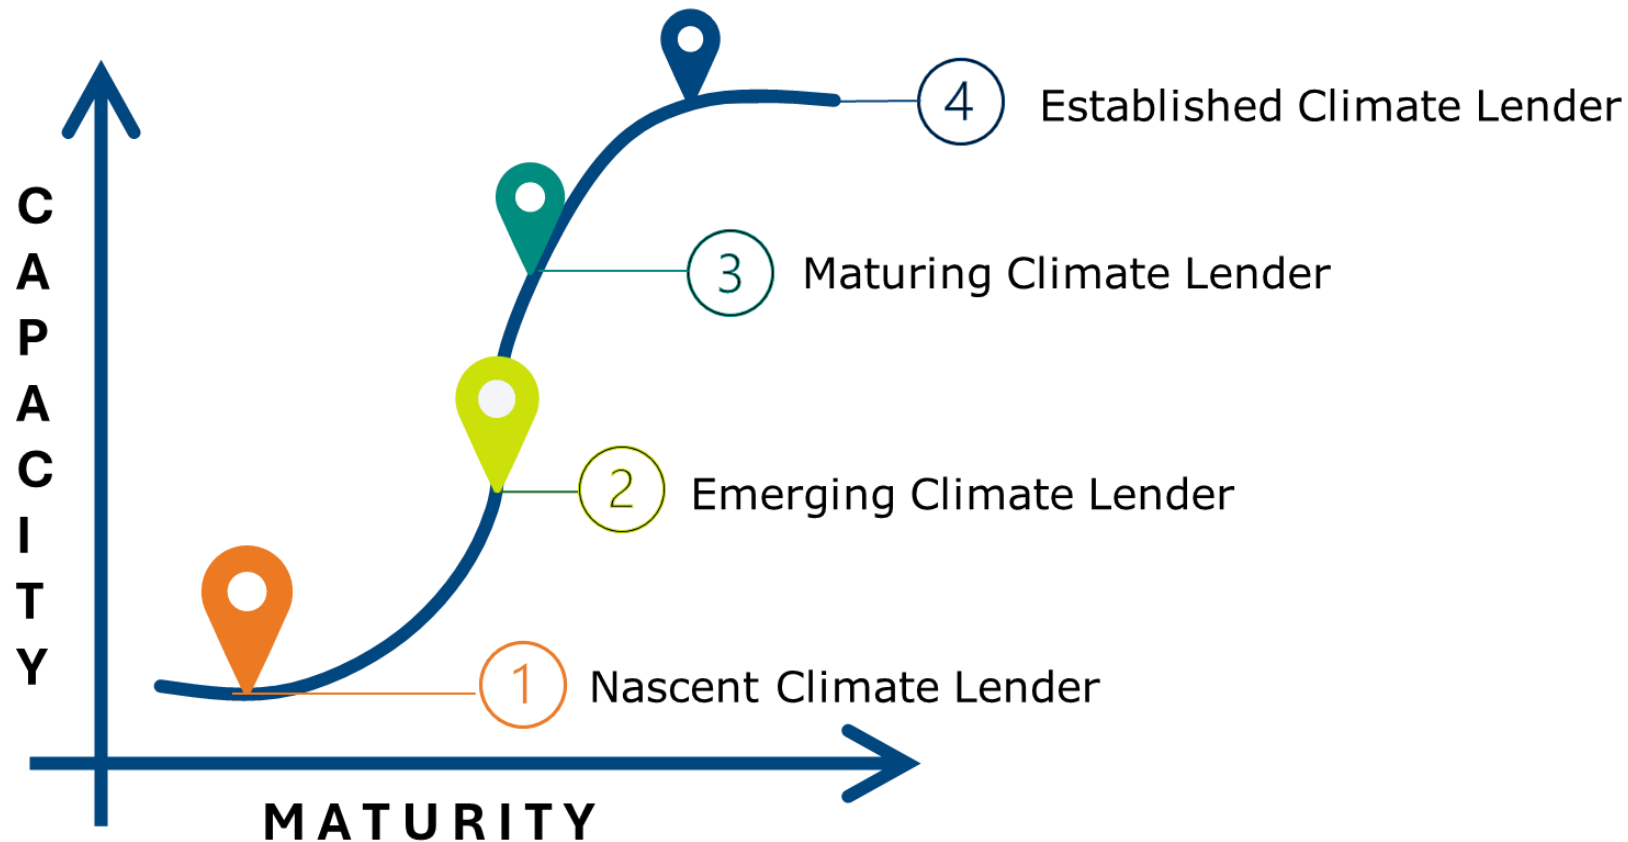 CAPACITY
4 Established Climate Lender
3 Maturing Climate Lender
2 Emerging Climate Lender
1 Nascent Climate Lender
MATURITY